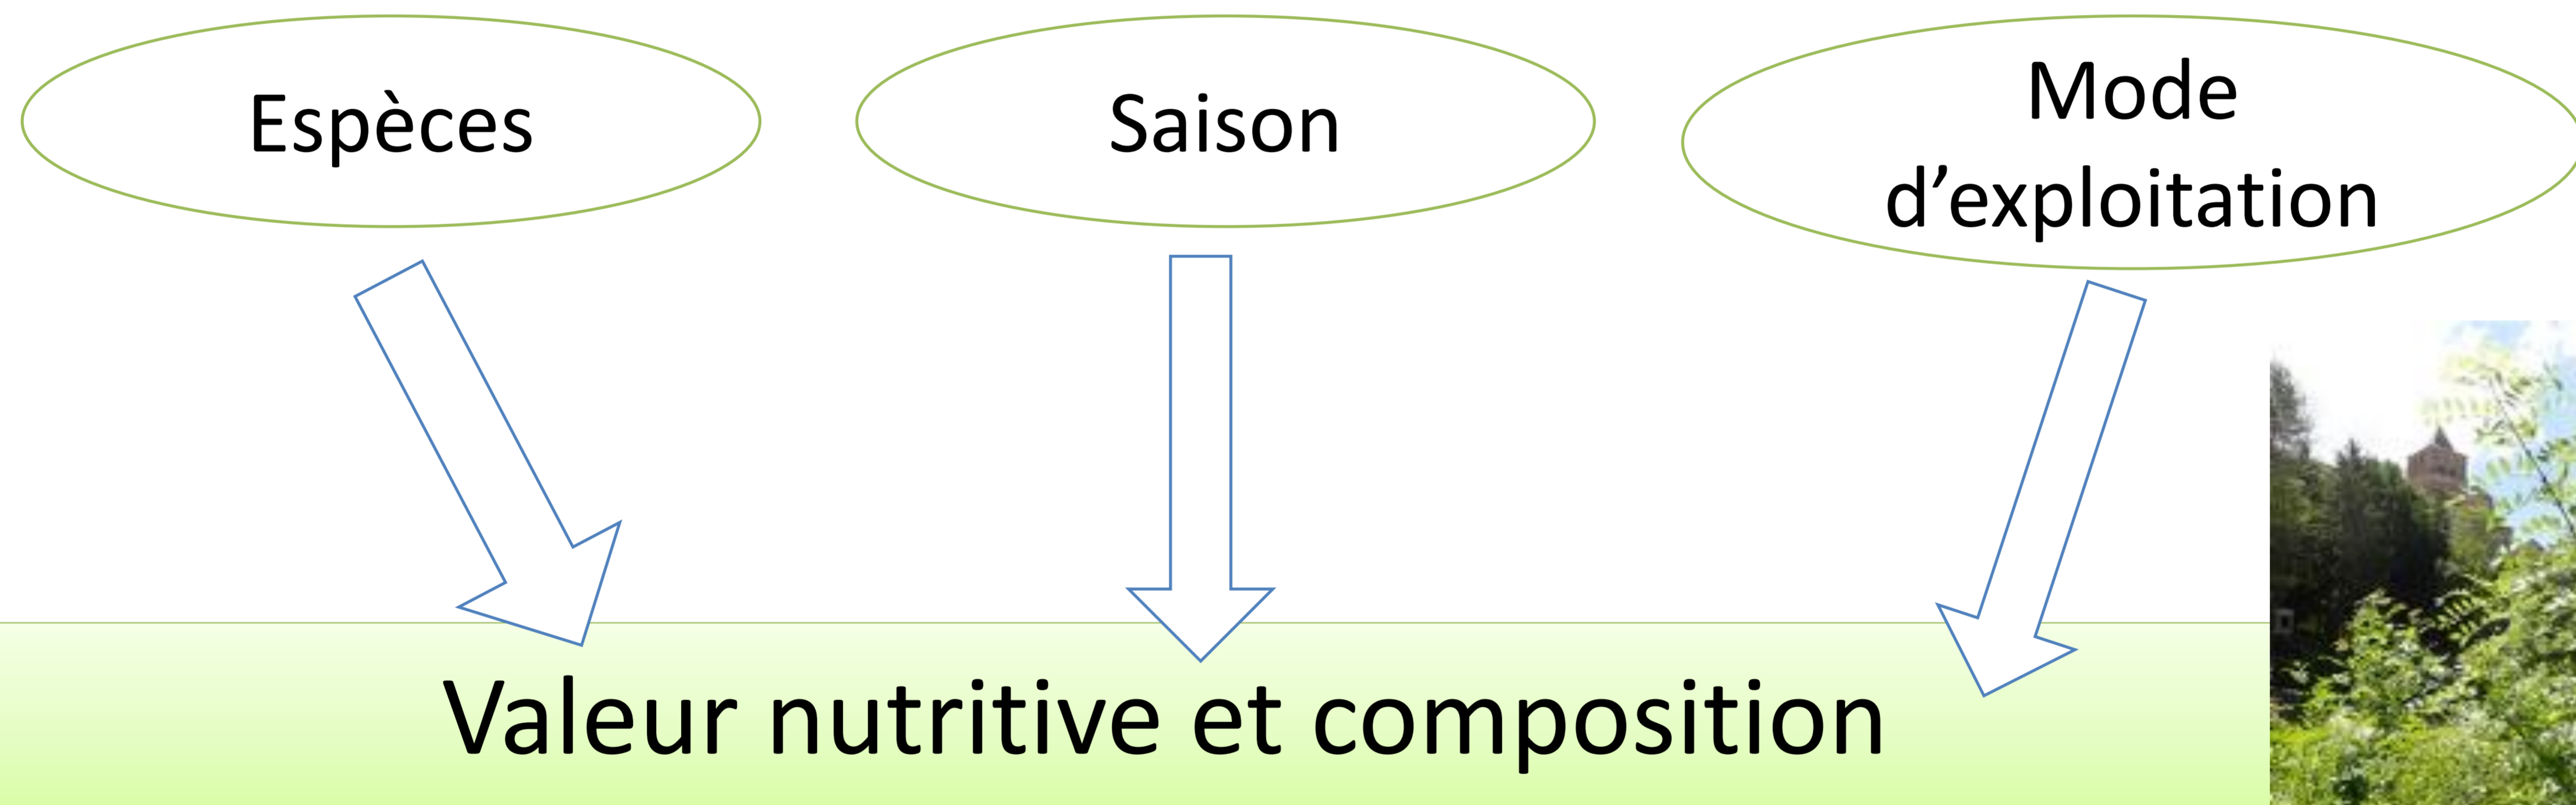 Espèces
Saison
Mode
d’exploitation
Valeur nutritive et composition